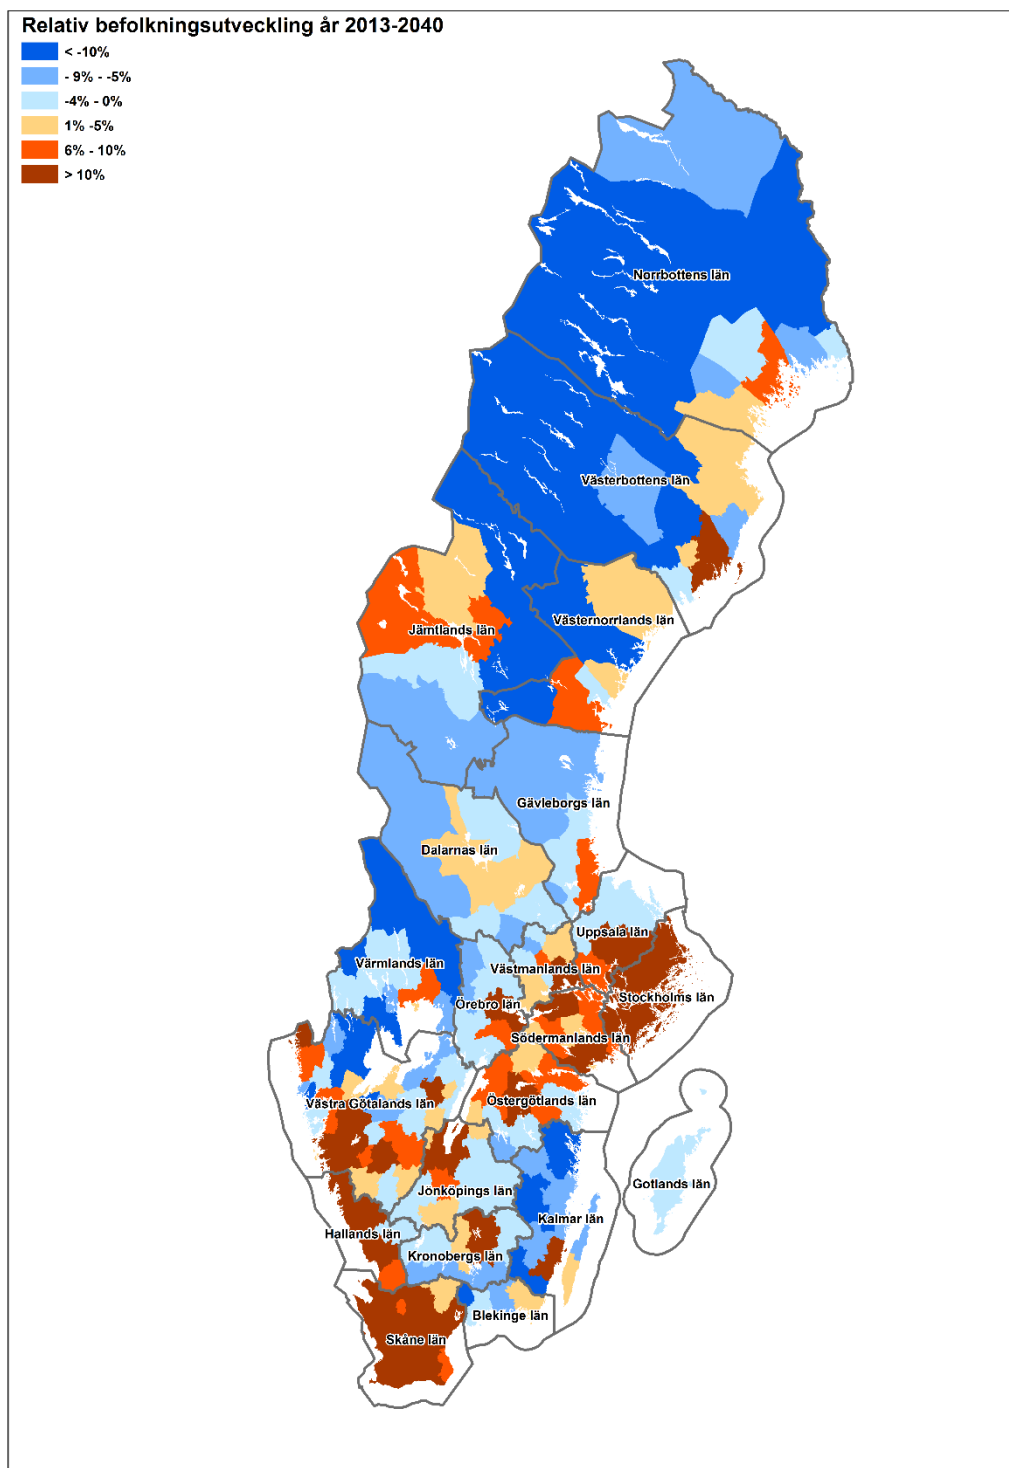 Relativ befolkningsutveckling år 2013-2040
< -10%
- 9% - -5%
-4% - 0%
1% -5%
6% - 10%
> 10%
Norrbottens län
Västerbottens län
Västernorrlands län
Jämtlands län
Gävleborgs län
Dalarnas län
Uppsala län
Värmlands län
Västmanlands län
Stockholms län
Örebro län
Södermanlands län
Västra Götalands län
Östergötlands län
Gotlands län
Jönköpings län
Kalmar län
Hallands län
Kronobergs län
Blekinge län
Skåne län